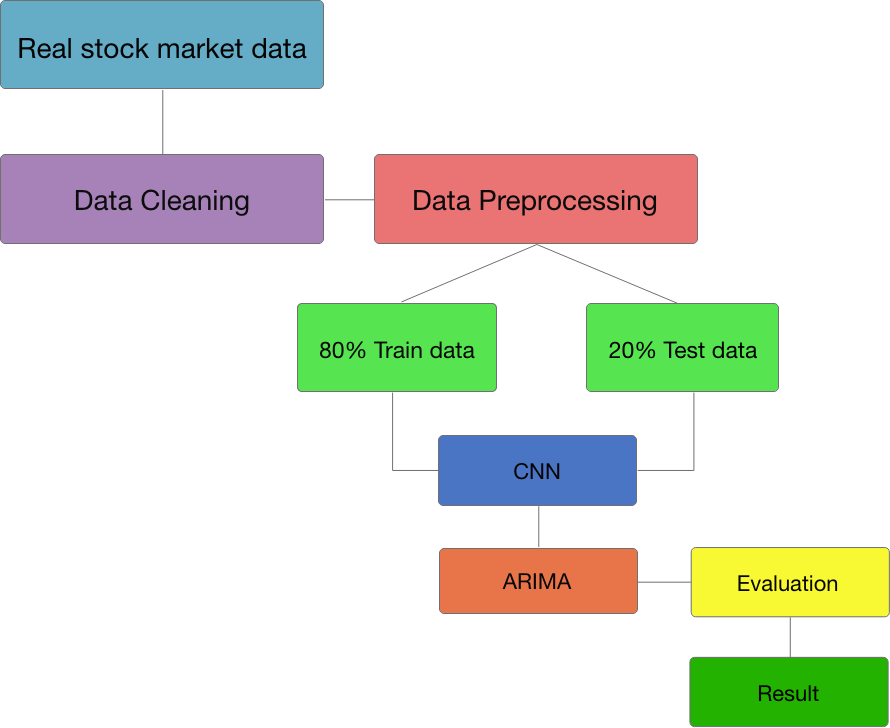 Real stock market data
Data Cleaning
Data Preprocessing
80% Train data
20% Test data
CNN
ARIMA
Evaluation
Result